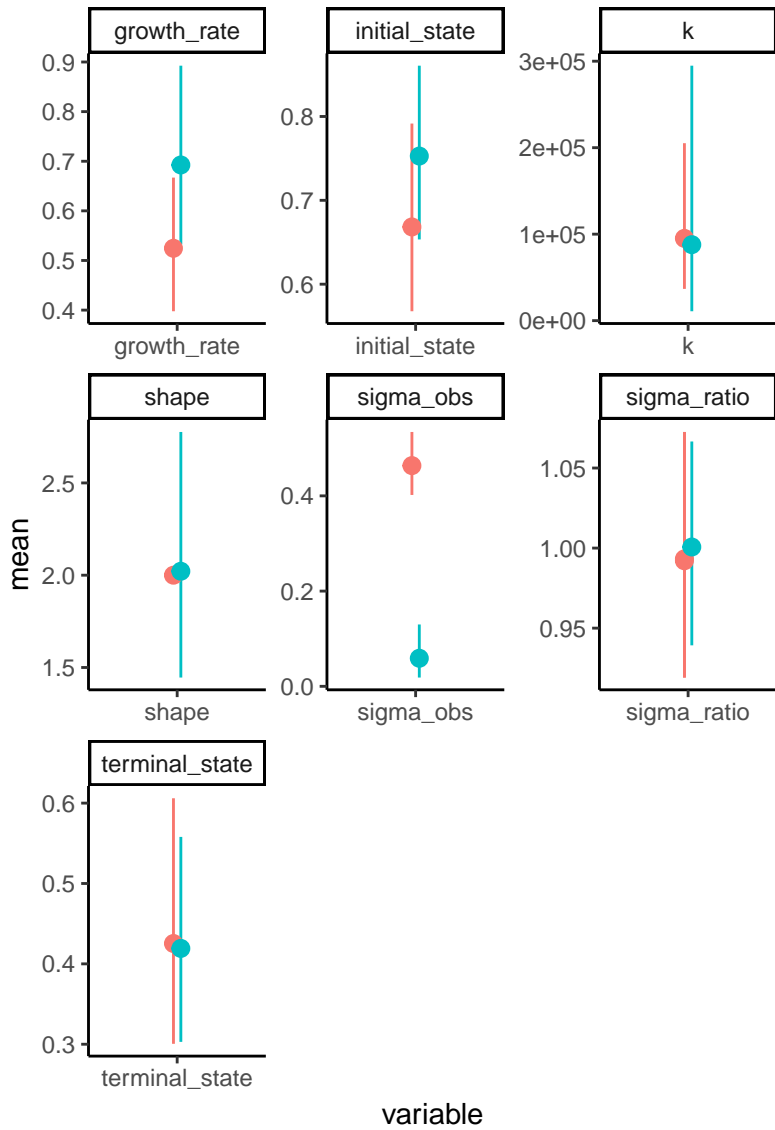 growth_rate
initial_state
k
0.9
0.8
0.7
0.6
0.5
0.4
growth_rate
0.8
0.7
0.6
initial_state
3e+05
2e+05
1e+05
0e+00
k
shape
sigma_obs
sigma_ratio
2.5
2.0
1.5
shape
0.4
0.2
0.0
sigma_obs
1.05
1.00
0.95
sigma_ratio
terminal_state
0.6
0.5
0.4
0.3
terminal_state
mean
variable